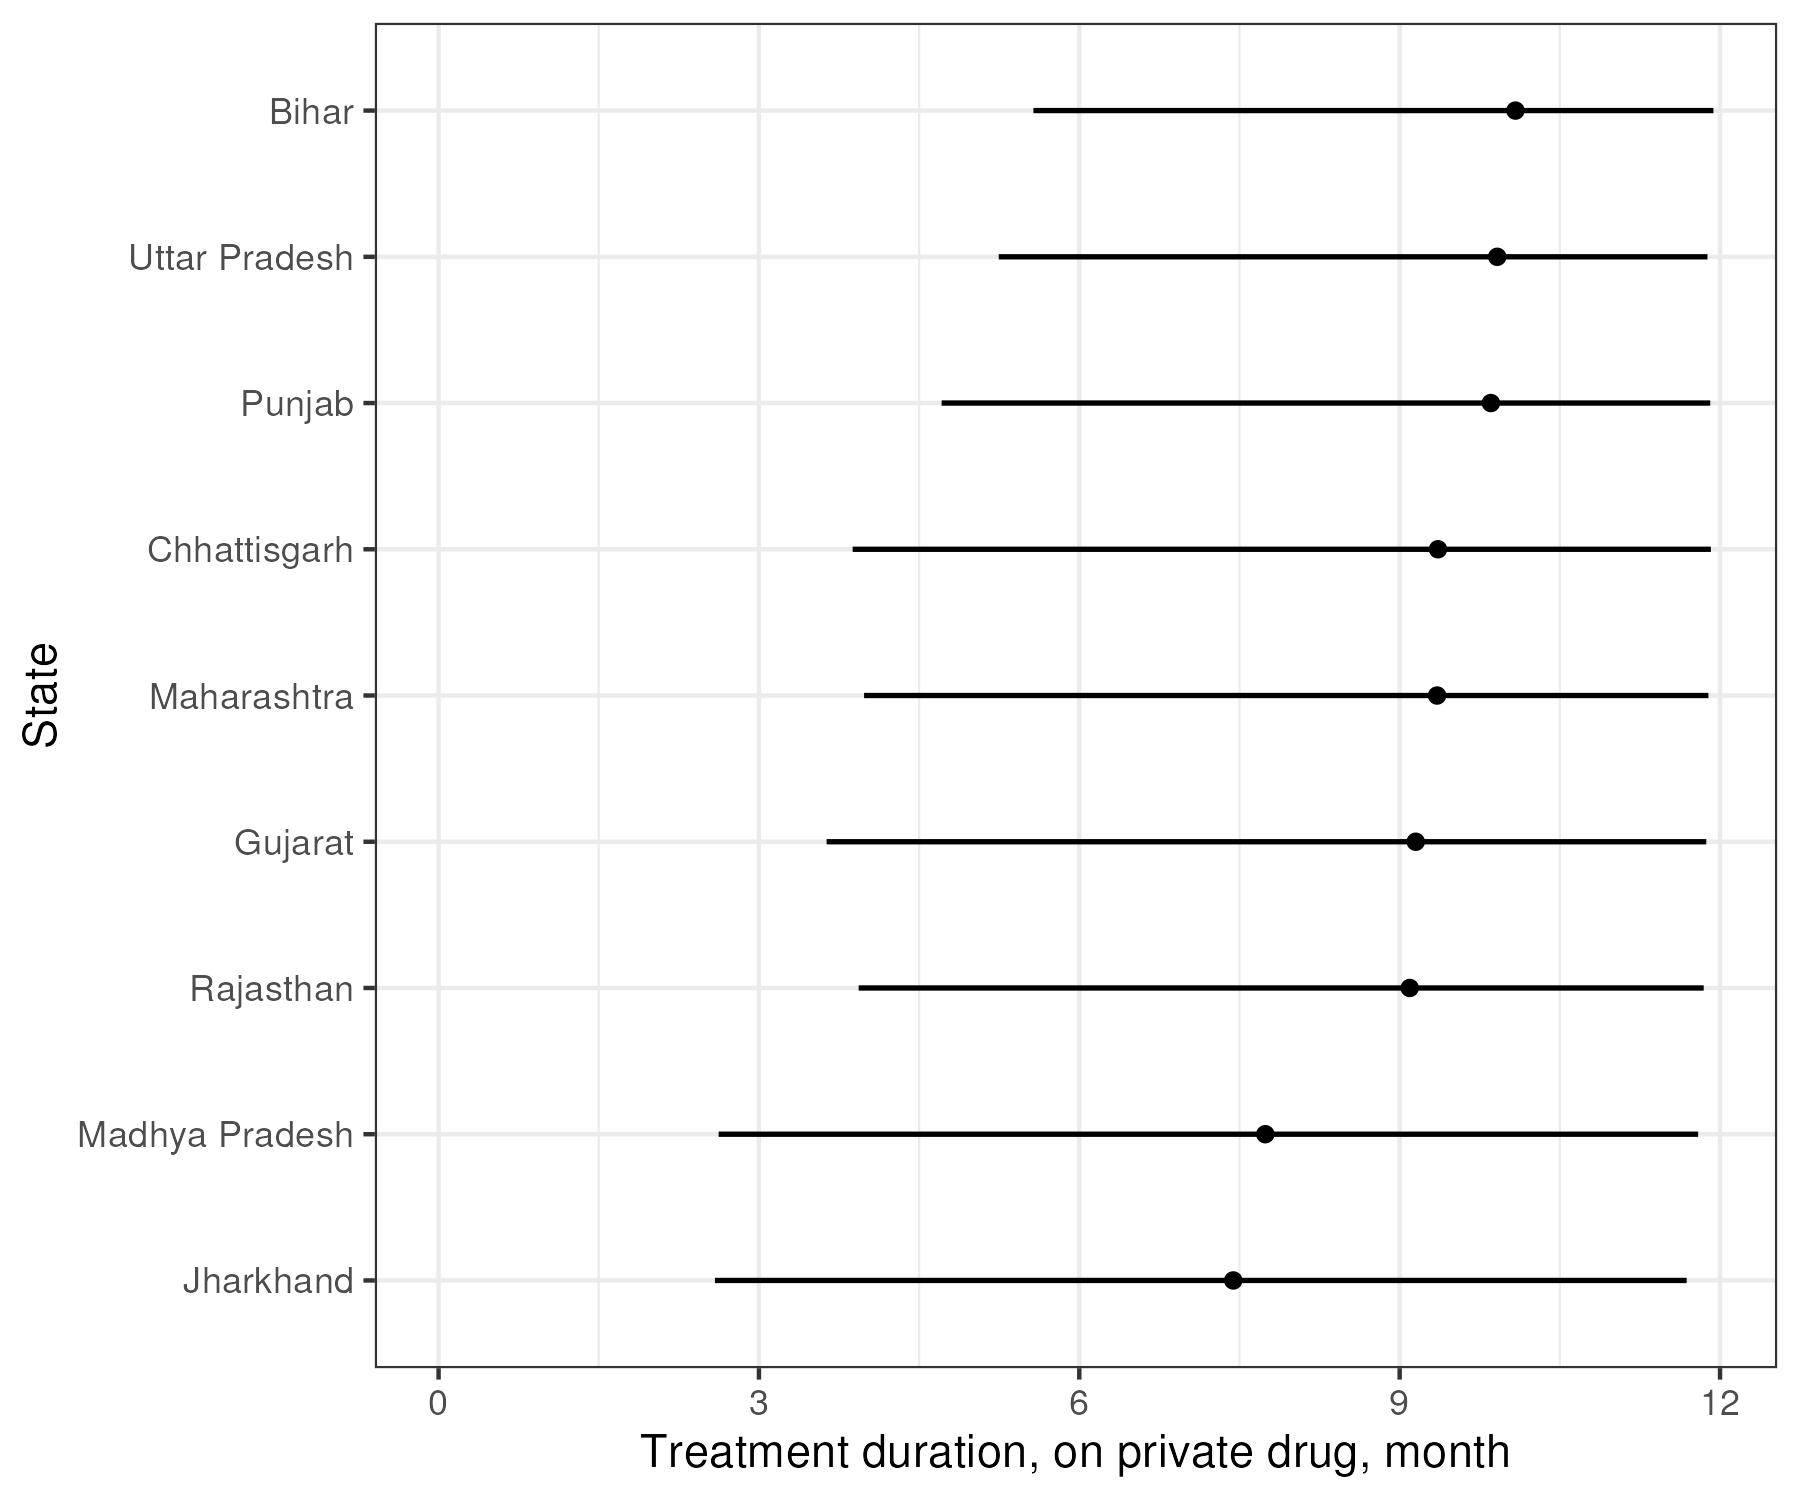 State
Bihar
Uttar Pradesh
Punjab
Chhattisgarh
Maharashtra
Gujarat
Rajasthan
Madhya Pradesh
Jharkhand
0 3 6 9 12
Treatment duration, on private drug, month